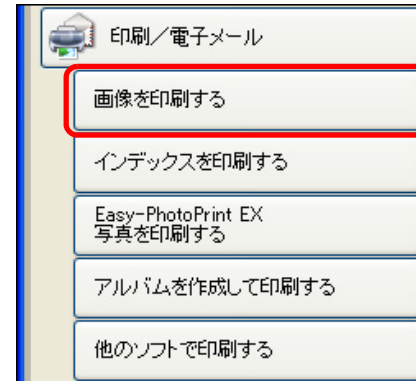 印刷／電子メール
画像を印刷する
インデックスを印刷する
Easy-PhotoPrint EX
写真を印刷する
アルバムを作成して印刷する
他のソフトで印刷する